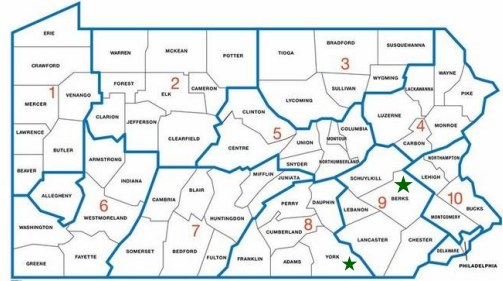 ERIE
CRAWFORD
WARREN
MCKEAN
POTTER
TIOGA
BRADFORD
SUSQUEHANNA
3
WAYNE
1
MERCER
VENANGO
FOREST
2
ELK
CAMERON
SULLIVAN
WYOMING
LACKAWANNA
PIKE
LYCOMING
LAWRENCE
BUTLER
CLARION
JEFFERSON
CLEARFIELD
CLINTON
CENTRE
5
UNION
MONTOUR
COLUMBIA
LUZERNE
4
MONROE
CARBON
BEAVER
ARMSTRONG
INDIANA
SNYDER
NORTHUMBERLAND
NORTHAMPTON
ALLEGHENY
6
WESTMORELAND
CAMBRIA
BLAIR
HUNTINGDON
MIFFLIN
JUNIATA
PERRY
DAUPHIN
SCHUYLKILL
LEHIGH
LEBANON
9
BERKS
10
BUCKS
MONTGOMERY
WASHINGTON
GREENE
FAYETTE
SOMERSET
7
BEDFORD
FULTON
FRANKLIN
CUMBERLAND
8
ADAMS
YORK
LANCASTER
CHESTER
DELAWARE
PHILADELPHIA